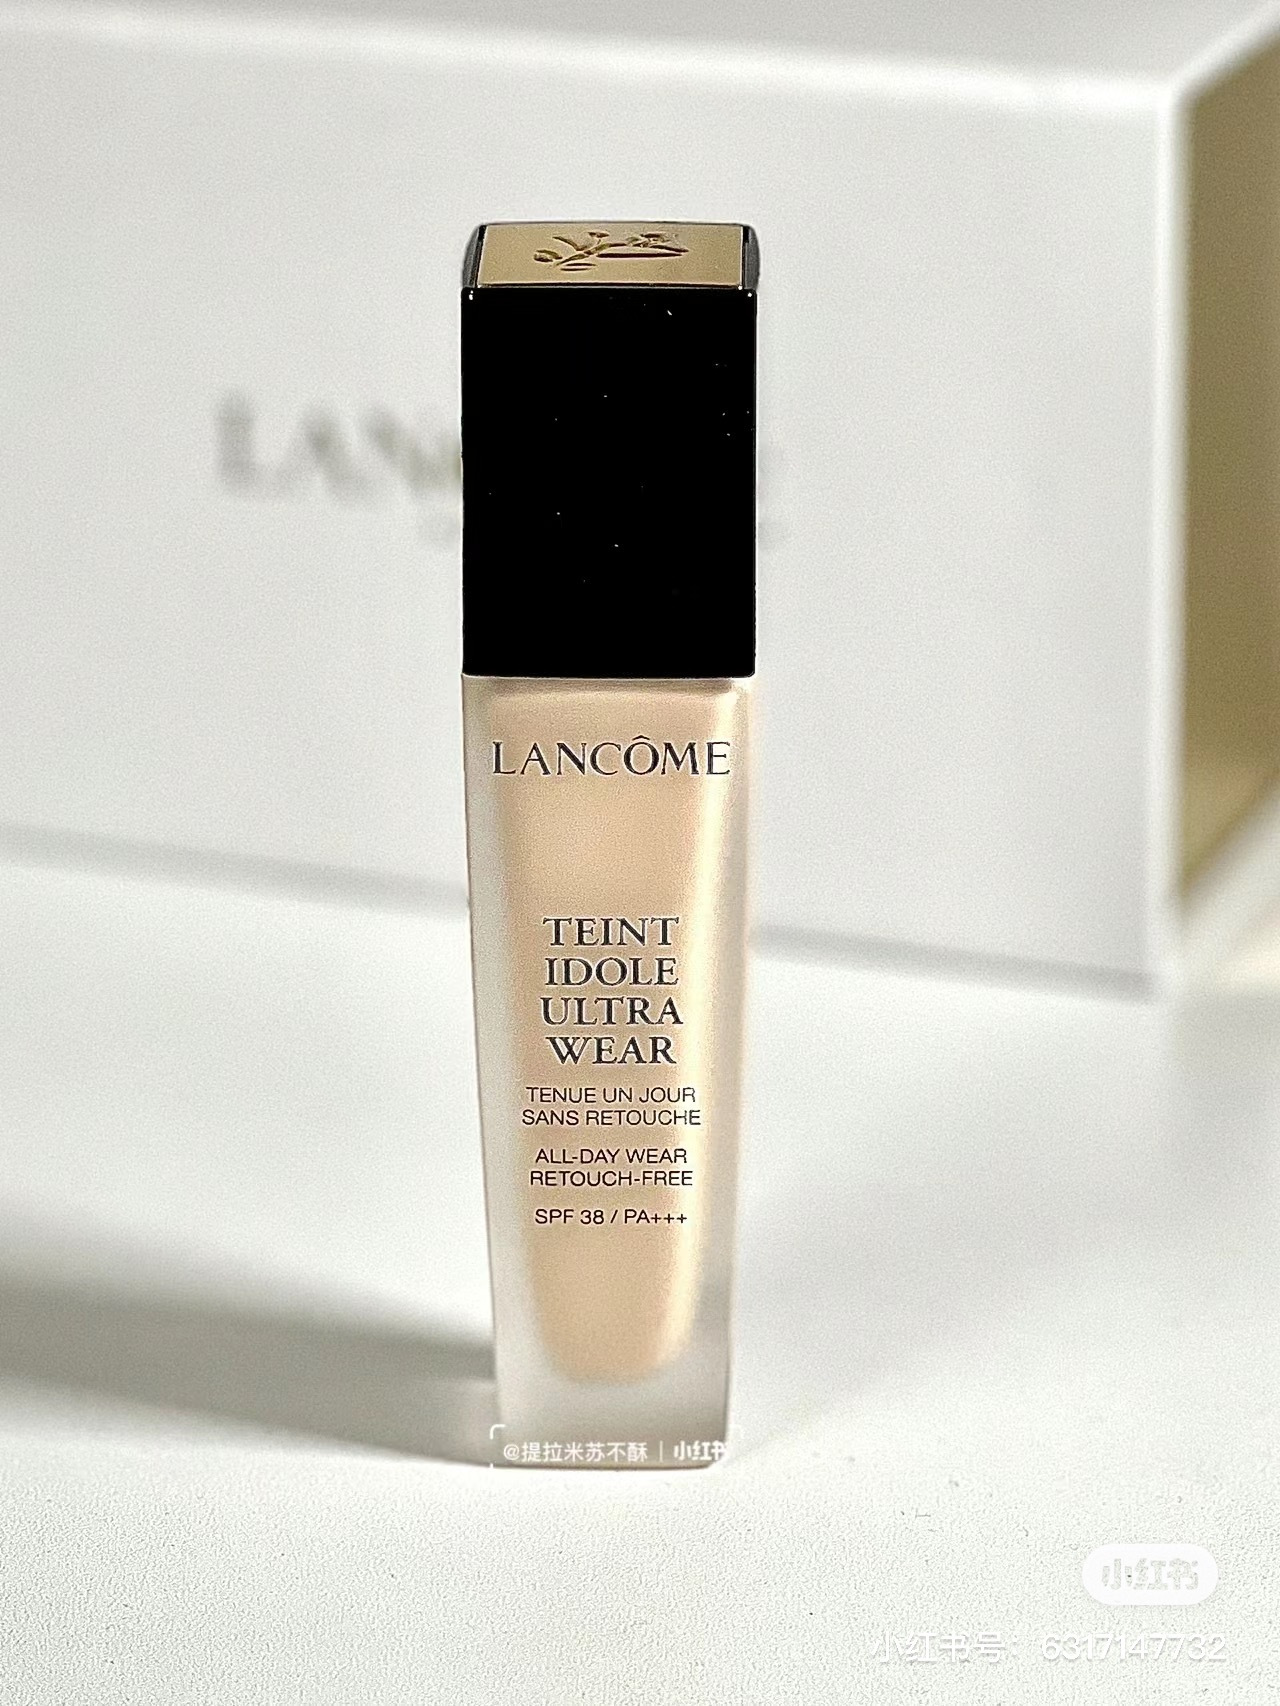 LANCÔME
TEINT
IDOLE
ULTRA
WEAR
TENUE UN JOUR
SANS RETOUCHE
ALL-DAY WEAR
RETOUCH-FREE
SPF 38 / PA+++
@提拉米苏不酥 | 小红书
小红书
小红书号：6317147732